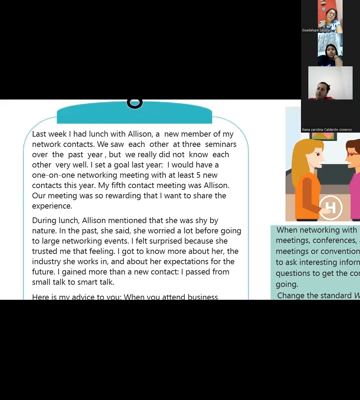 Last week I had lunch with Allison, a new member of my
network contacts. We saw each other at three seminars
over the past year, but we really did not know each
other very well. I set a goal last year: I would have a
one-on-one networking meeting with at least 5 new
contacts this year. My fifth contact meeting was Allison.
Our meeting was so rewarding that I want to share the
experience.
During lunch, Allison mentioned that she was shy by
nature. In the past, she said, she worried a lot before going
to large networking events. I felt surprised because she
trusted me that feeling. I got to know more about her, the
industry she works in, and about her expectations for the
future. I gained more than a new contact: I passed from
small talk to smart talk.
Here is my advice to you: When you attend business
H
When networking with
meetings, conferences,
meetings or convention
to ask interesting inform
questions to get the con
going.
Change the standard W